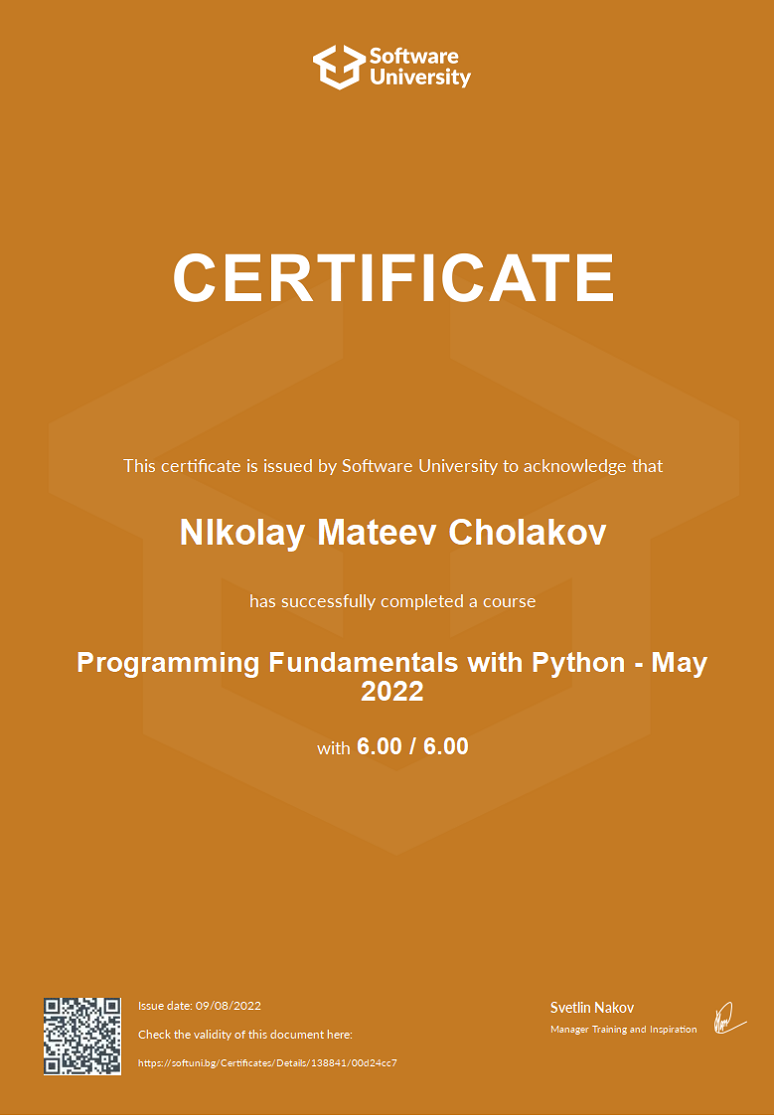 Software
University
CERTIFICATE
This certificate is issued by Software University to acknowledge that
NIkolay Mateev Cholakov
has successfully completed a course
Programming Fundamentals with Python - May
2022
with 6.00 / 6.00
Issue date: 09/08/2022
Check the validity of this document here:
https://softuni.bg/Certificates/Details/138841/00d24cc7
Svetlin Nakov
Manager Training and Inspiration